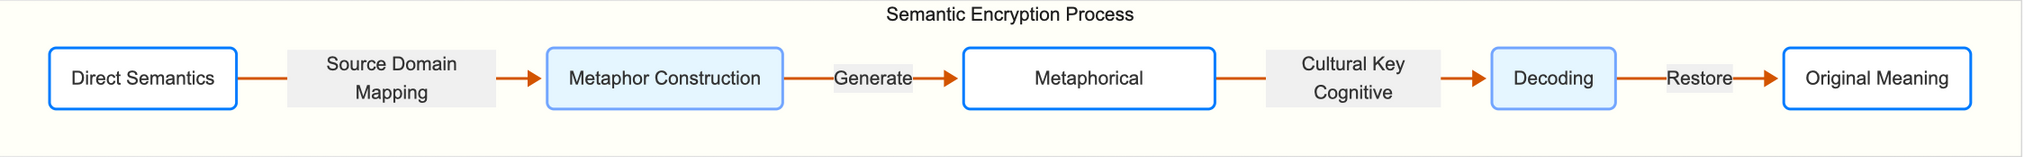 Semantic Encryption Process
Direct Semantics
Source Domain
Mapping
Metaphor Construction
Generate
Metaphorical
Cultural Key
Cognitive
Decoding
Restore
Original Meaning